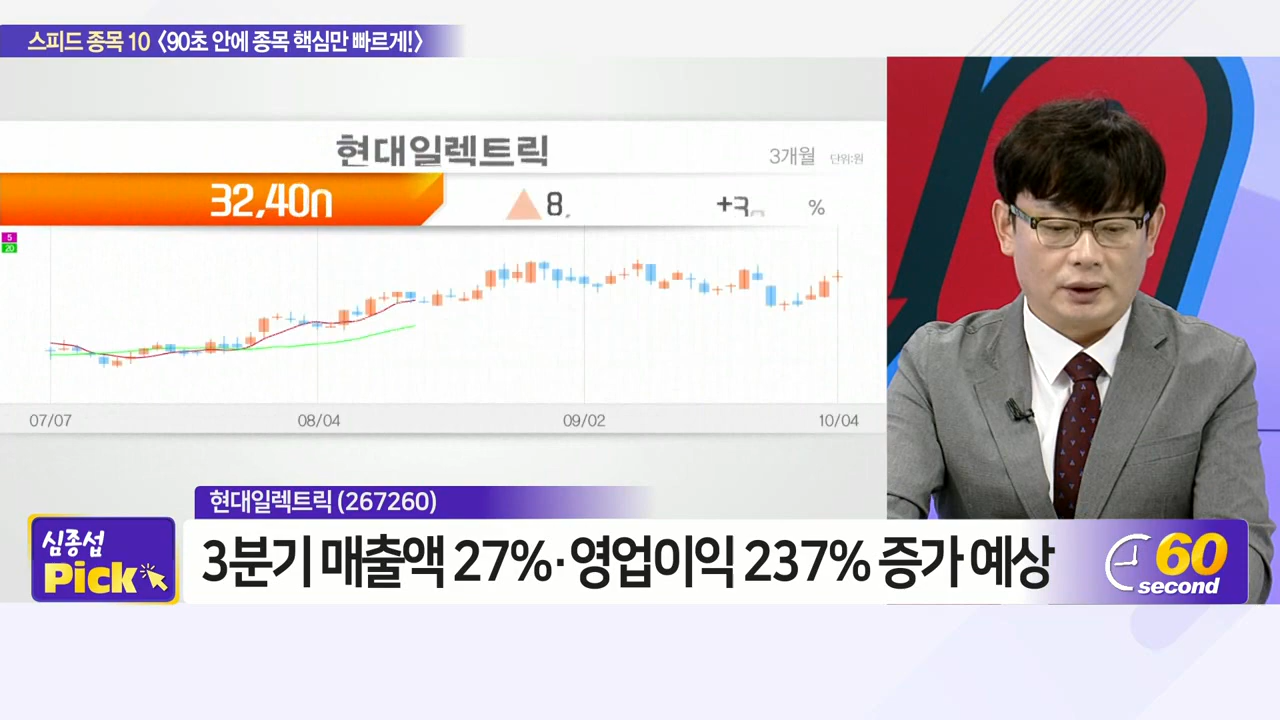 스피드 종목 10 <90초 안에 종목 핵심만 빠르게!>
현대일렉트릭
3개월 단위:원
▲ 8 %
5
20
07/07 08/04 09/02 10/04
현대일렉트릭 (267260)
심종섭
Pick
3분기 매출액 27%·영업이익 237% 증가 예상
60
second